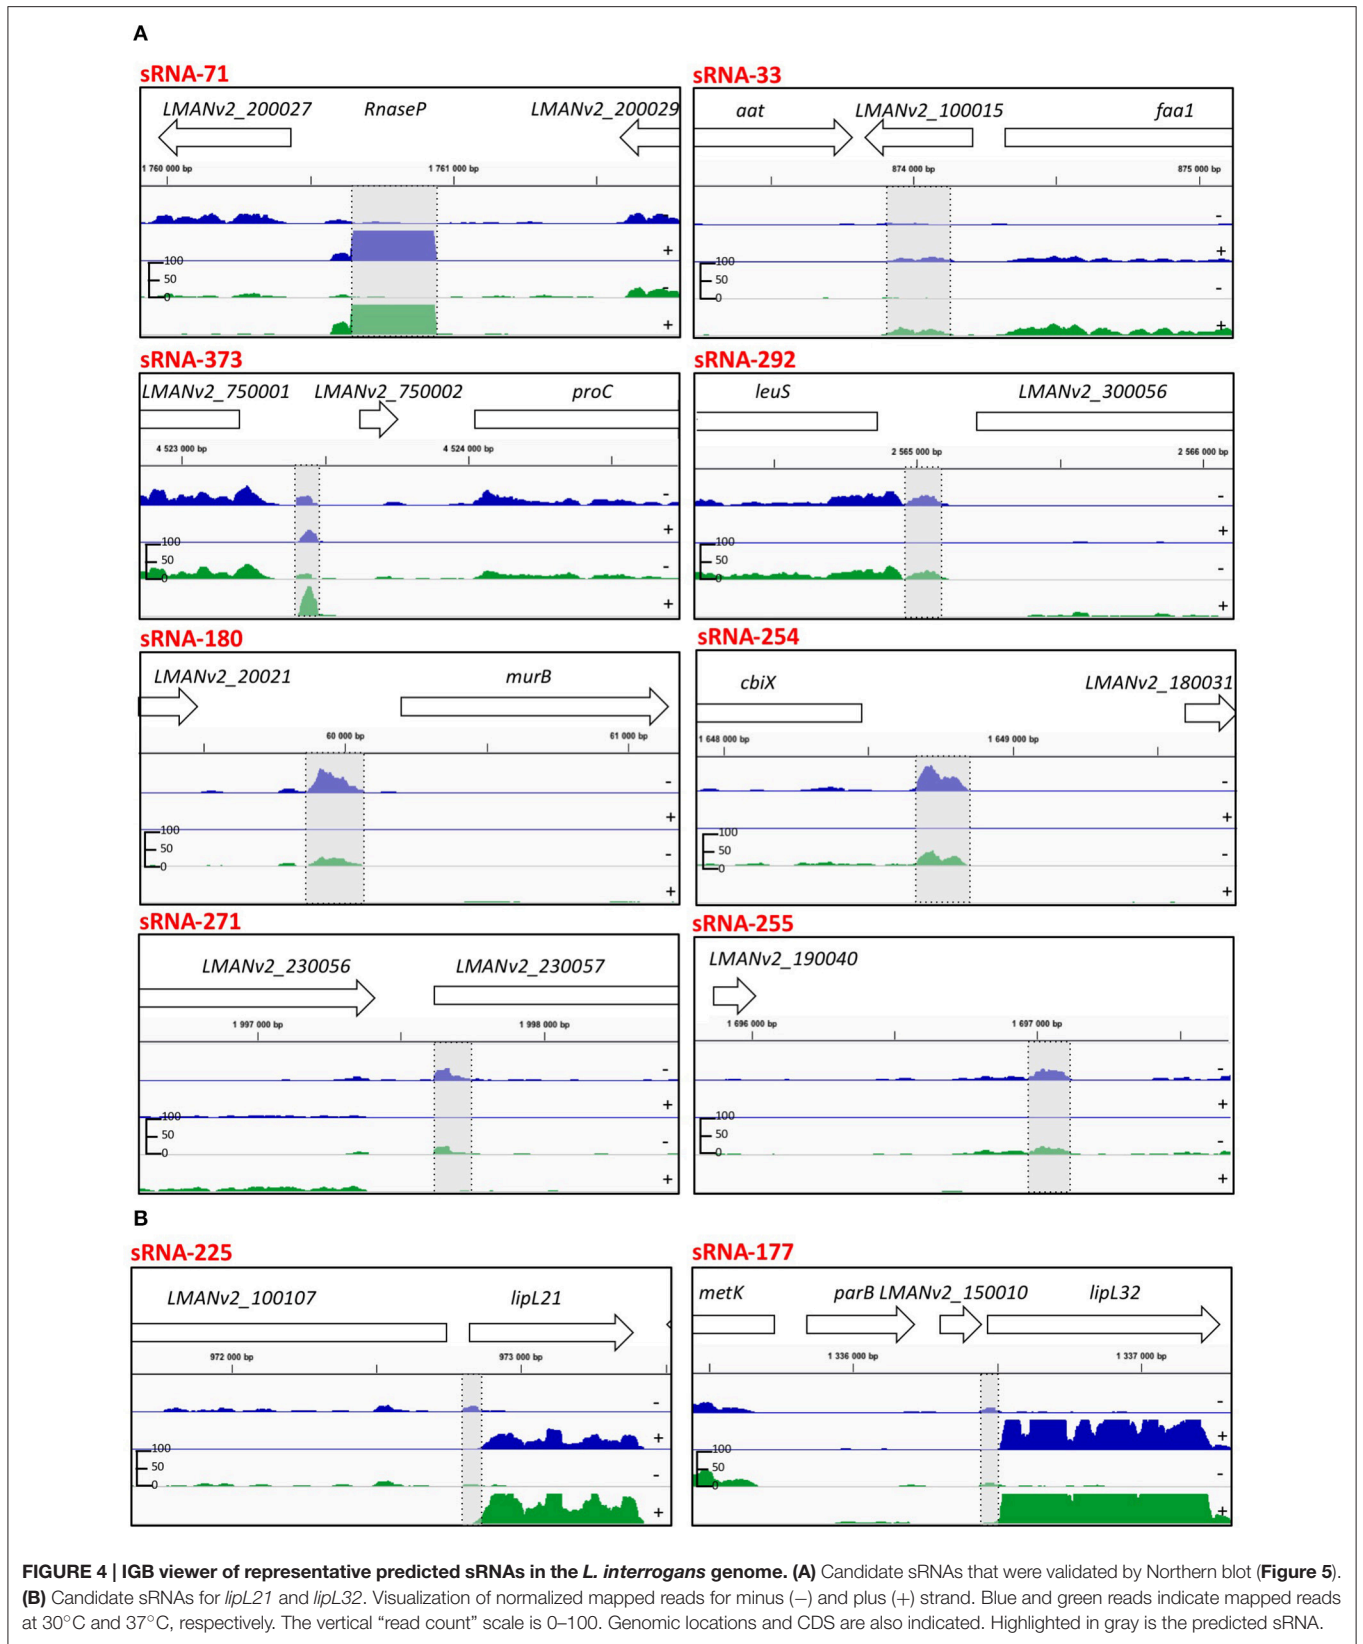 A
sRNA-71
LMANv2_200027 RnaseP LMANv2_200029
1 760 000 bp 1 761 000 bp
-
+
100
50
0
-
+
sRNA-33
aat LMANv2_100015 faa1
874 000 bp 875 000 bp
-
+
100
50
0
-
+
sRNA-373
LMANv2_750001 LMANv2_750002 proC
4 523 000 bp 4 524 000 bp
-
+
100
50
0
-
+
sRNA-292
leuS LMANv2_300056
2 565 000 bp 2 566 000 bp
-
+
100
50
0
-
+
sRNA-180
LMANv2_20021 murB
60 000 bp 61 000 bp
-
+
100
50
0
-
+
sRNA-254
cbiX LMANv2_180031
1 648 000 bp 1 649 000 bp
-
+
100
50
0
-
+
sRNA-271
LMANv2_230056 LMANv2_230057
1 997 000 bp 1 998 000 bp
-
+
100
50
0
-
+
sRNA-255
LMANv2_190040
1 696 000 bp 1 697 000 bp
-
+
100
50
0
-
+
B
sRNA-225
LMANv2_100107 lipL21
972 000 bp 973 000 bp
-
+
100
50
0
-
+
sRNA-177
metK parB LMANv2_150010 lipL32
1 336 000 bp 1 337 000 bp
-
+
100
50
0
-
+
FIGURE 4 | IGB viewer of representative predicted sRNAs in the L. interrogans genome. (A) Candidate sRNAs that were validated by Northern blot (Figure 5).
(B) Candidate sRNAs for lipL21 and lipL32. Visualization of normalized mapped reads for minus (−) and plus (+) strand. Blue and green reads indicate mapped reads
at 30°C and 37°C, respectively. The vertical “read count” scale is 0–100. Genomic locations and CDS are also indicated. Highlighted in gray is the predicted sRNA.